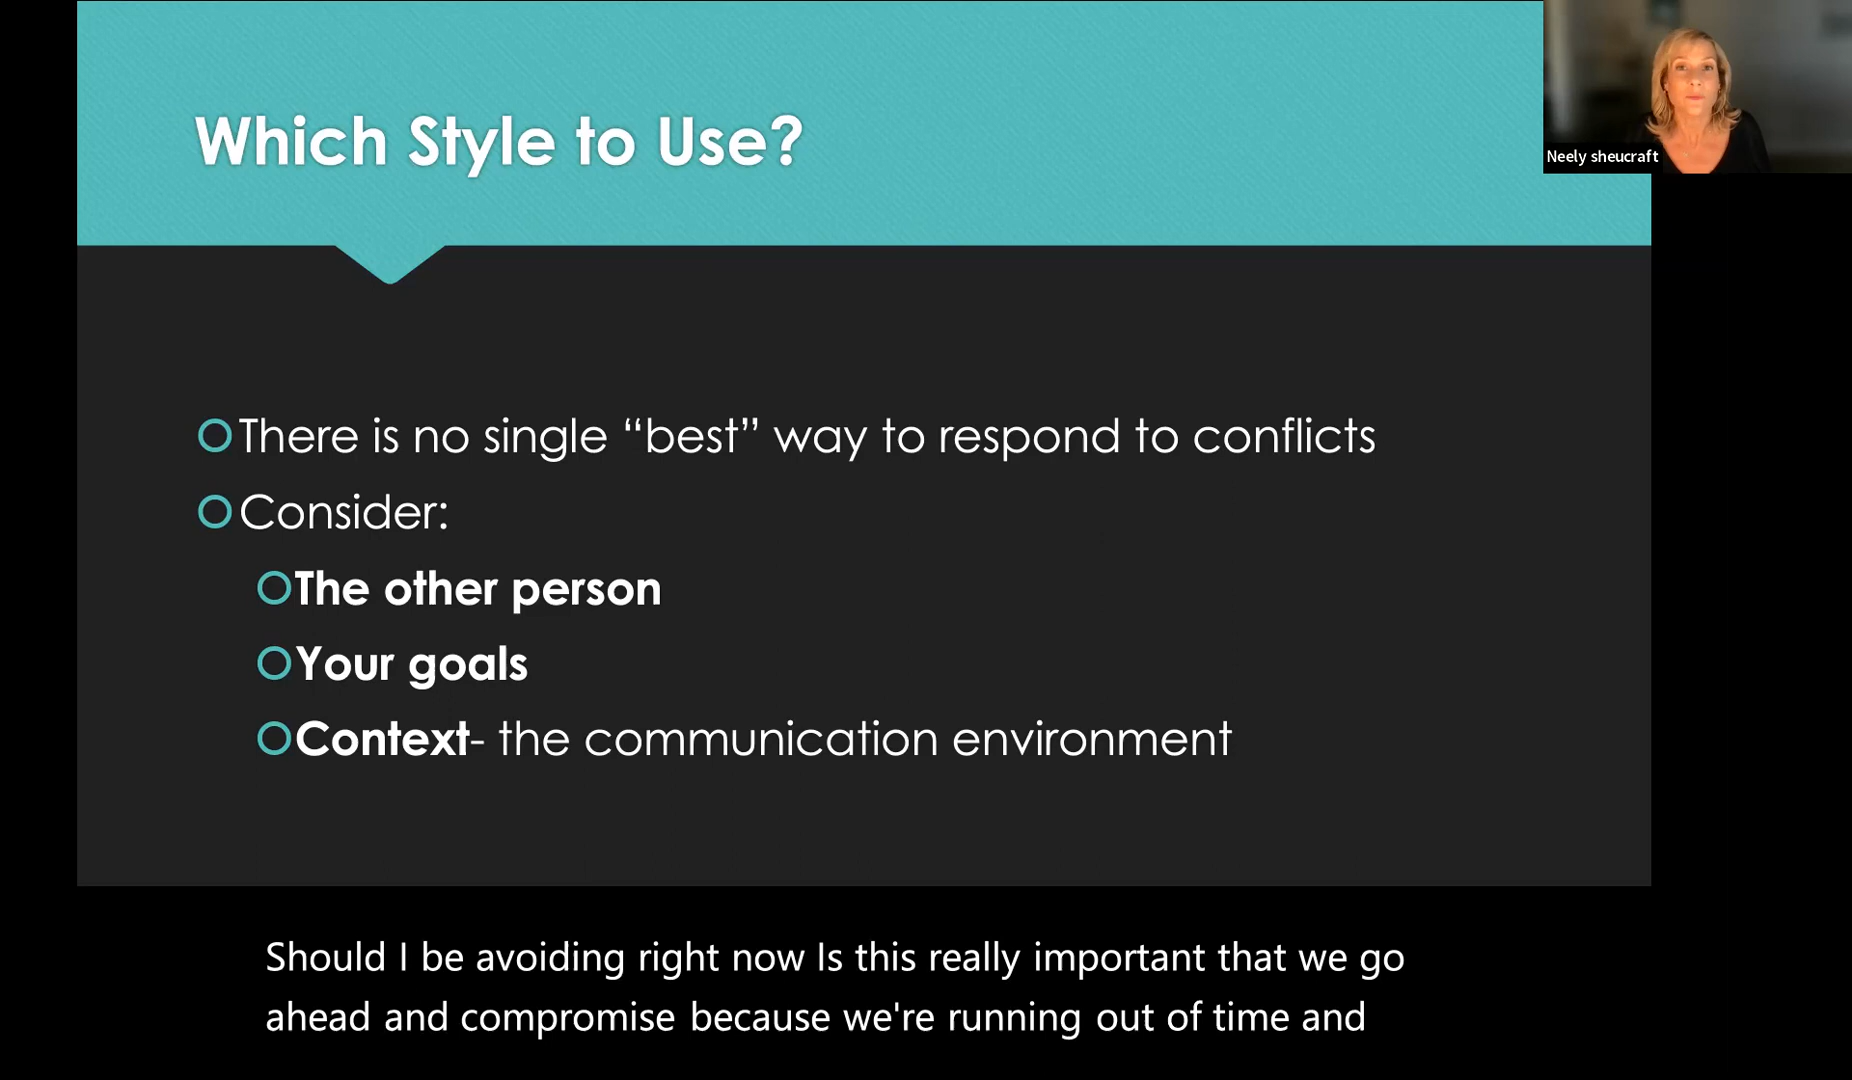 Which Style to Use?
Neely sheucraft
There is no single “best” way to respond to conflicts
Consider:
The other person
Your goals
Context- the communication environment
Should I be avoiding right now Is this really important that we go
ahead and compromise because we're running out of time and